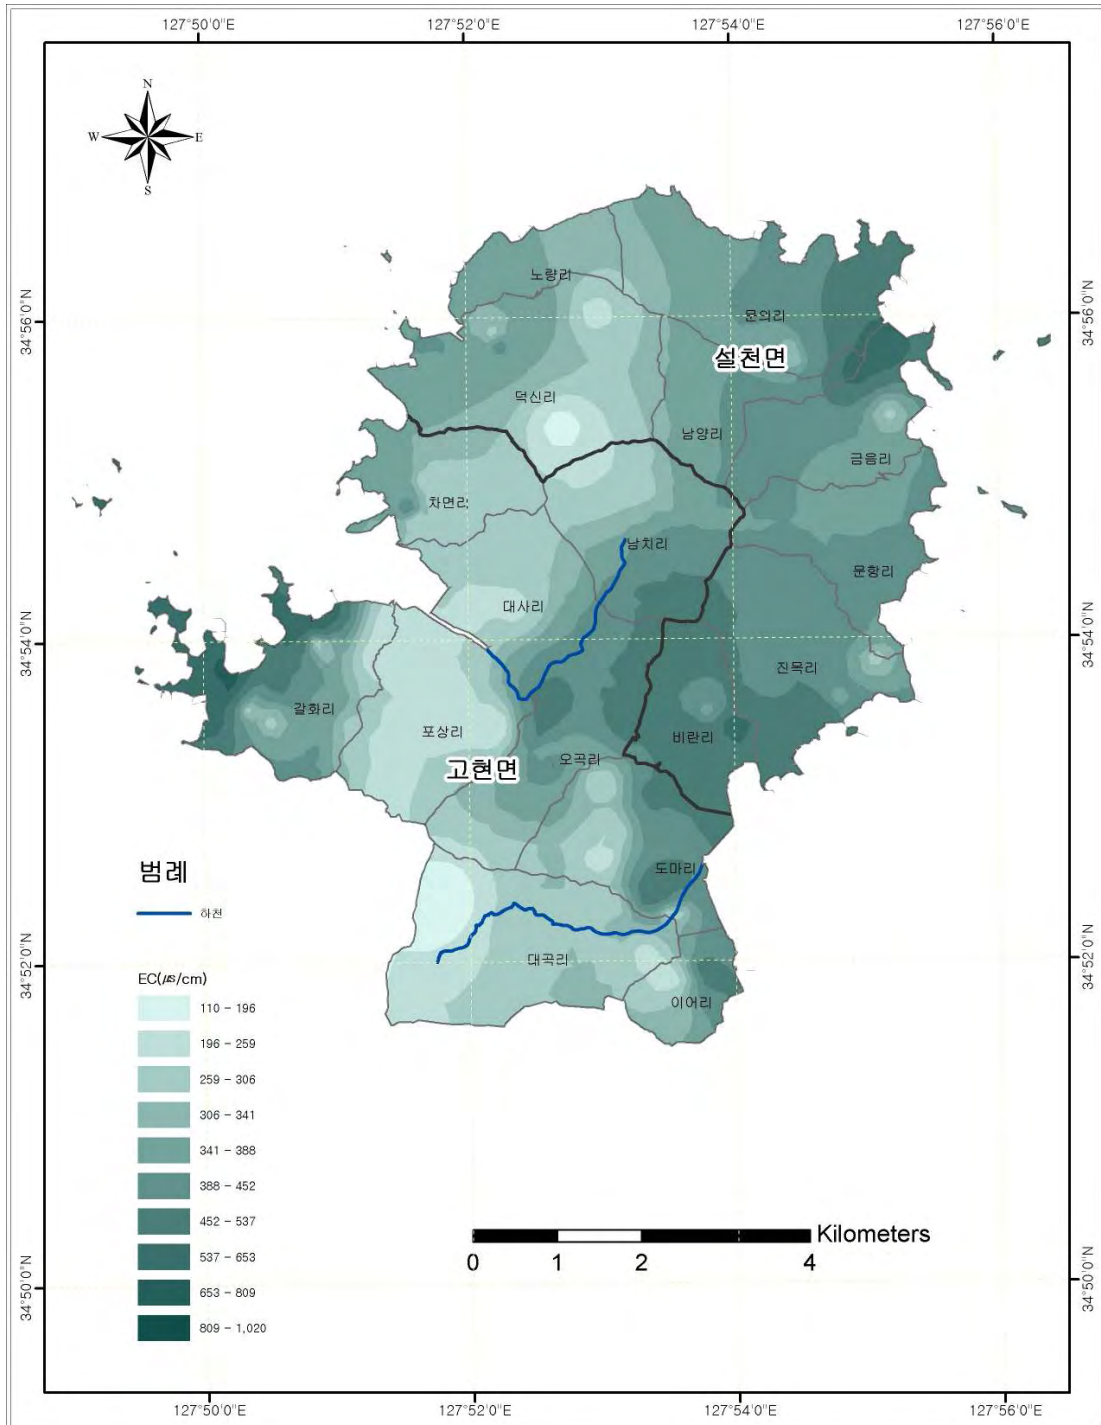 127°50'0"E
127°52'0"E
127°54'0"E
127°56'0"E
N
W
E
S
34°56'0"N
34°56'0"N
34°54'0"N
34°54'0"N
34°52'0"N
34°52'0"N
34°50'0"N
34°50'0"N
노량리
문의리
설천면
덕신리
남양리
금음리
차면리
남치리
문항리
대사리
진목리
갈화리
포상리
비란리
오곡리
고현면
도마리
대곡리
이어리
범례
하천
EC(㎲/cm)
110 - 196
196 - 259
259 - 306
306 - 341
341 - 388
388 - 452
452 - 537
537 - 653
653 - 809
809 - 1,020
Kilometers
0 1 2 4
127°50'0"E
127°52'0"E
127°54'0"E
127°56'0"E